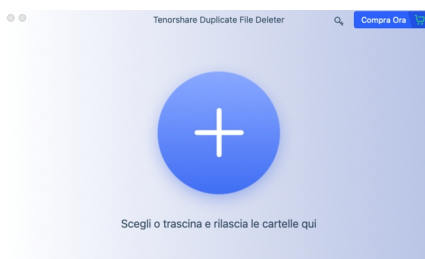 Tenorshare Duplicate File Deleter
Compra Ora
Scegli o trascina e rilascia le cartelle qui